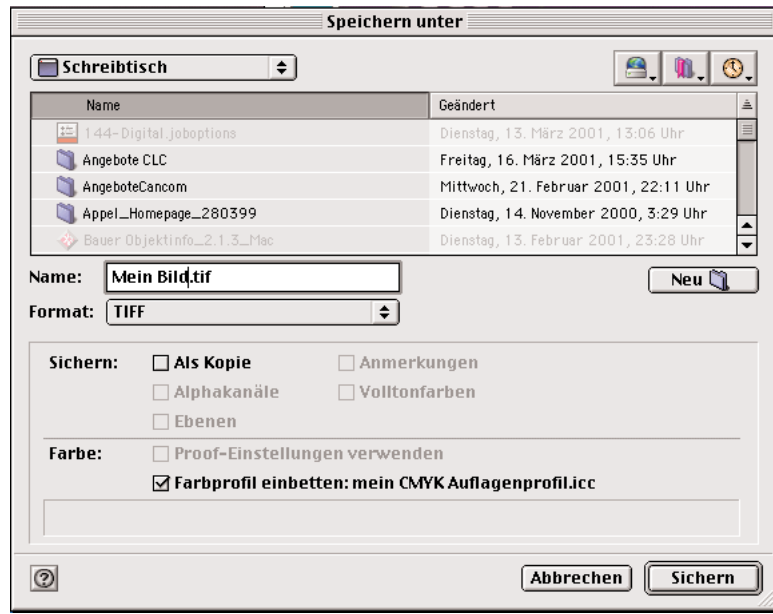 Speichern unter
Schreibtisch
Name Geändert
144-Digital.joboptions Dienstag, 13. März 2001, 13:06 Uhr
Angebote CLC Freitag, 16. März 2001, 15:35 Uhr
AngeboteCancom Mittwoch, 21. Februar 2001, 22:11 Uhr
Appel_Homepage_280399 Dienstag, 14. November 2000, 3:29 Uhr
Bauer Objektinfo_2.1.3_Mac Dienstag, 13. Februar 2001, 23:28 Uhr
Name: Mein Bild.tif Neu
Format: TIFF
Sichern: Als Kopie Anmerkungen
Alphakanäle Volltonfarben
Ebenen
Farbe: Proof-Einstellungen verwenden
Farbprofil einbetten: mein CMYK Auflagenprofil.icc
? Abbrechen Sichern